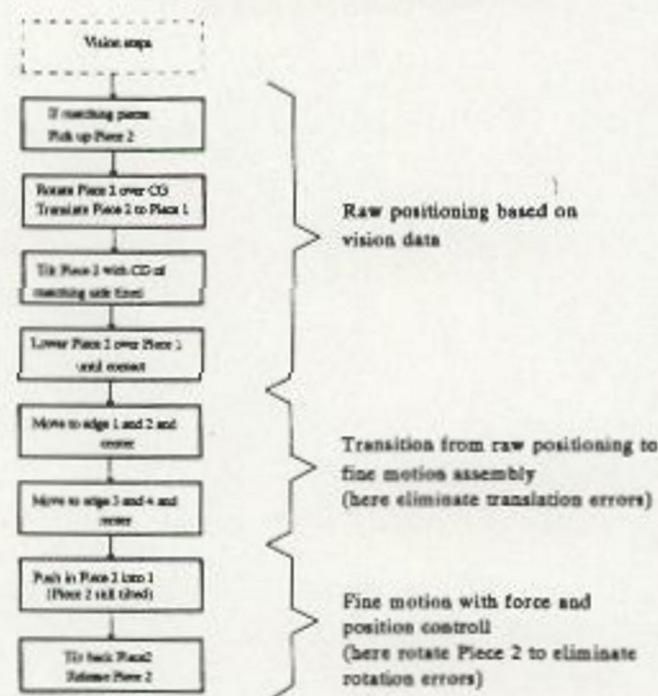 Vision steps
If matching parts
Pick up Piece 2
Rotate Piece 2 over CG
Translate Piece 2 to Piece 1
Tilt Piece 2 with CG of
matching side fixed
Lower Piece 2 over Piece 1
until contact
Move to edge 1 and 2 and
center
Move to edge 3 and 4 and
center
Push in Piece 2 into 1
(Piece 2 still tilted)
Tilt back Piece2
Release Piece 2
Raw positioning based on
vision data
Transition from raw positioning to
fine motion assembly
(here eliminate translation errors)
Fine motion with force and
position controll
(here rotate Piece 2 to eliminate
rotation errors)